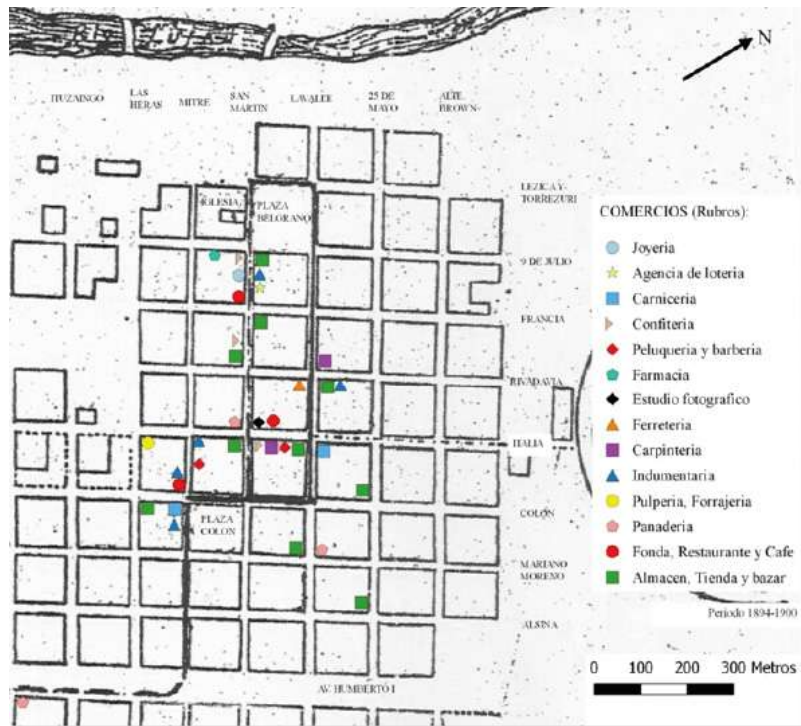 RIO LUJAN
N
ITUZAINGO
LAS
HERAS
MITRE
SAN
MARTIN
LAVALLE
25 DE
MAYO
ALTE.
BROWN
IGLESIA
PLAZA
BELGRANO
LEZICA Y
TORREZURI
9 DE JULIO
FRANCIA
RIVADAVIA
ITALIA
COLÓN
MARIANO
MORENO
ALSINA
PLAZA
COLON
AV. HUMBERTO I
COMERCIOS (Rubros):
Joyeria
Agencia de loteria
Carniceria
Confiteria
Peluqueria y barberia
Farmacia
Estudio fotografico
Ferreteria
Carpinteria
Indumentaria
Pulperia, Forrajeria
Panaderia
Fonda, Restaurante y Cafe
Almacen, Tienda y bazar
Periodo 1894-1900
0 100 200 300 Metros